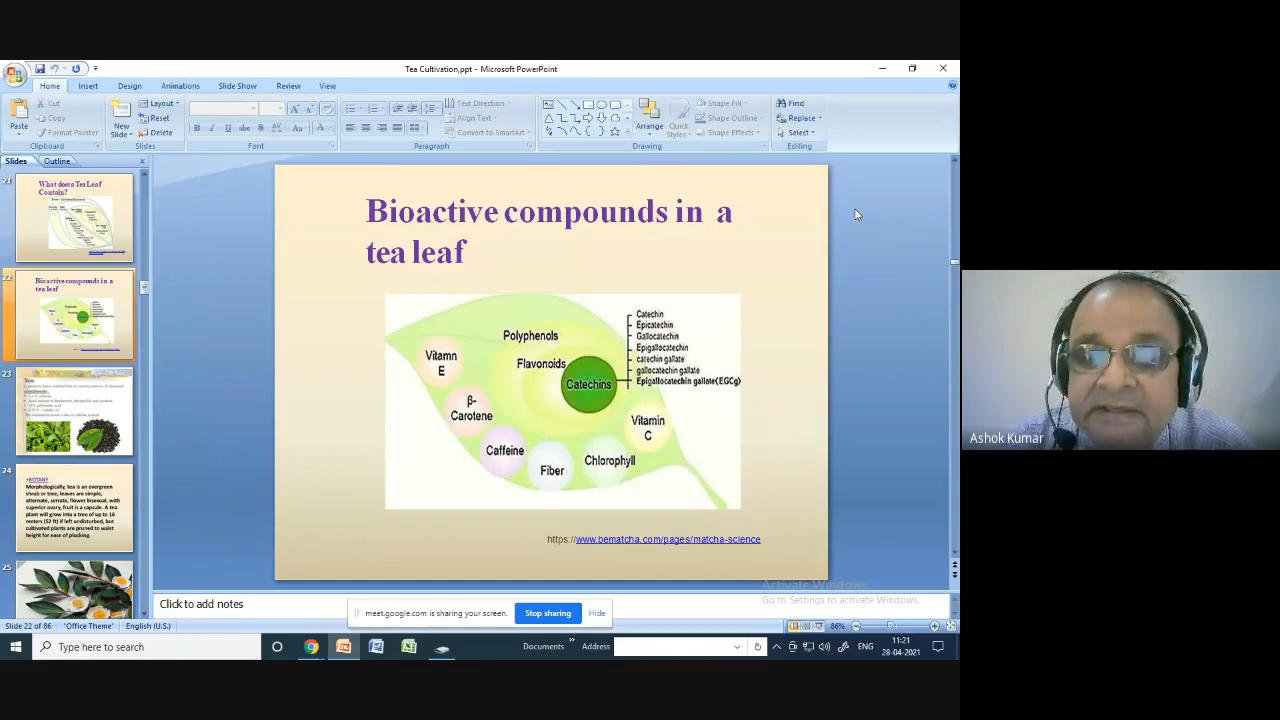 Tea Cultivation,ppt - Microsoft PowerPoint
Home Insert Design Animations Slide Show Review View
Paste
Cut
Copy
Format Painter
Clipboard
New Slide
Layout
Reset
Delete
Slides
Font
Text Direction
Align Text
Convert to SmartArt
Paragraph
Arrange
Quick Styles
Shape Fill
Shape Outline
Shape Effects
Drawing
Find
Replace
Select
Editing
Slides Outline
21
What does a Tea Leaf
Contain?
22
Bioactive compounds in a
tea leaf
23
24
•BOTANY
Morphologically, tea is an evergreen
shrub or tree, leaves are simple,
alternate, serrate, flower bisexual, with
superior ovary, fruit is a capsule. A tea
plant will grow into a tree of up to 16
meters (52 ft) if left undisturbed, but
cultivated plants are pruned to waist
height for ease of plucking.
25
Bioactive compounds in a
tea leaf
Polyphenols
Flavonoids
Catechins
Catechin
Epicatechin
Gallocatechin
Epigallocatechin
catechin gallate
gallocatechin gallate
Epigallocatechin gallate(EGCg)
Vitamn
E
β-
Carotene
Caffeine
Fiber
Chlorophyll
Vitamin
C
https://www.bematcha.com/pages/matcha-science
Activate Windows
Go to Settings to activate Windows.
Click to add notes
meet.google.com is sharing your screen. Stop sharing Hide
Slide 22 of 86 "Office Theme" English (U.S.) 86%
Type here to search
Documents Address
ENG
11:21
28-04-2021
Ashok Kumar